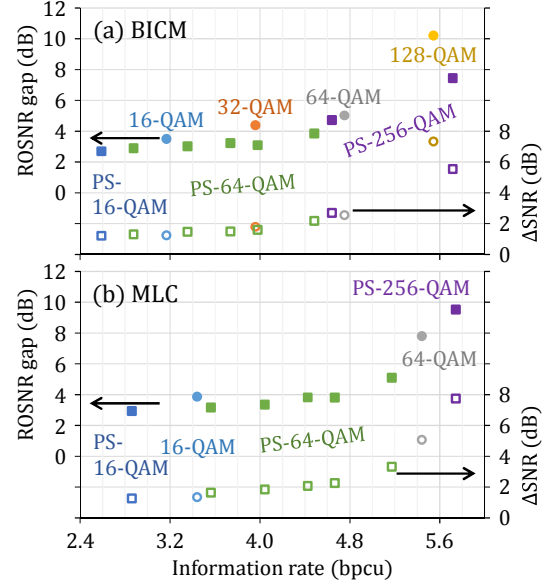 12
(a) BICM
10
128-QAM
8
64-QAM
6
16-QAM
32-QAM
4
8
PS-256-QAM
2
6
0
PS-
16-QAM
PS-64-QAM
4
2
0
ROSNR gap (dB)
ΔSNR (dB)
12
(b) MLC
PS-256-QAM
10
8
64-QAM
6
4
8
2
PS-
16-QAM
16-QAM
PS-64-QAM
6
0
4
2
0
ROSNR gap (dB)
ΔSNR (dB)
2.4 3.2 4.0 4.8 5.6
Information rate (bpcu)